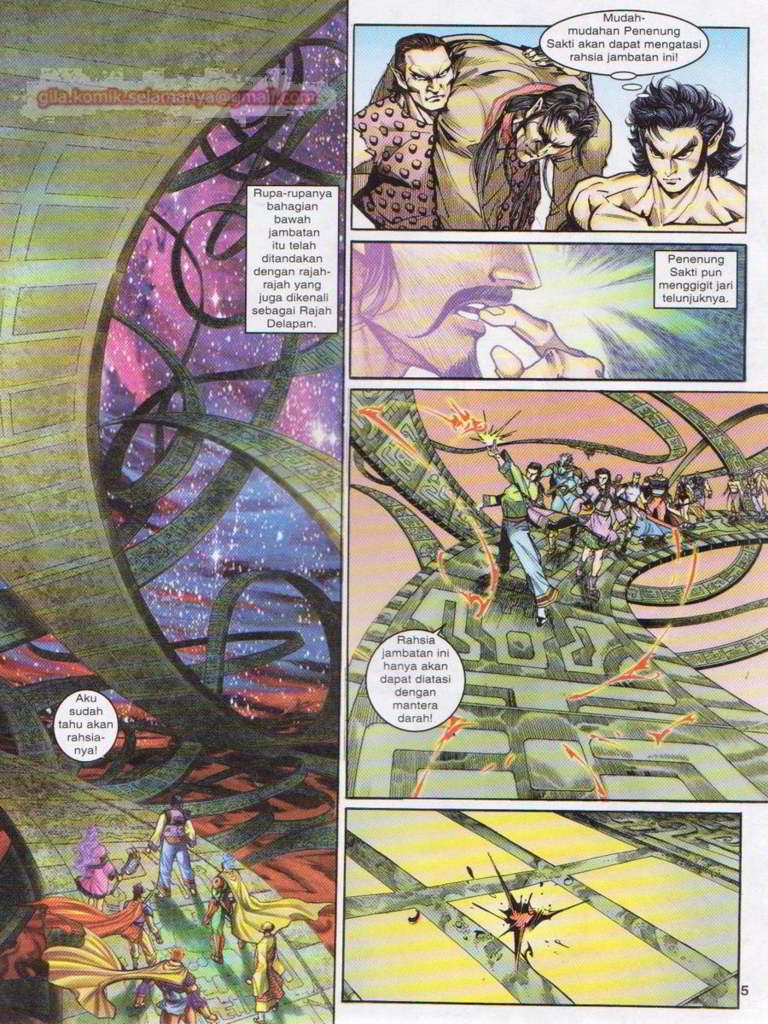 gila.komik.selamanya@gmail.com
Rupa-rupanya
bahagian
bawah
jambatan
itu telah
ditandakan
dengan rajah-
rajah yang
juga dikenali
sebagai Rajah
Delapan.
Aku
sudah
tahu akan
rahsia-
nya!
Mudah-
mudahan Penenung
Sakti akan dapat mengatasi
rahsia jambatan ini!
Penenung
Sakti pun
menggigit jari
telunjuknya.
Rahsia
jambatan ini
hanya akan
dapat diatasi
dengan
mantera
darah!
5